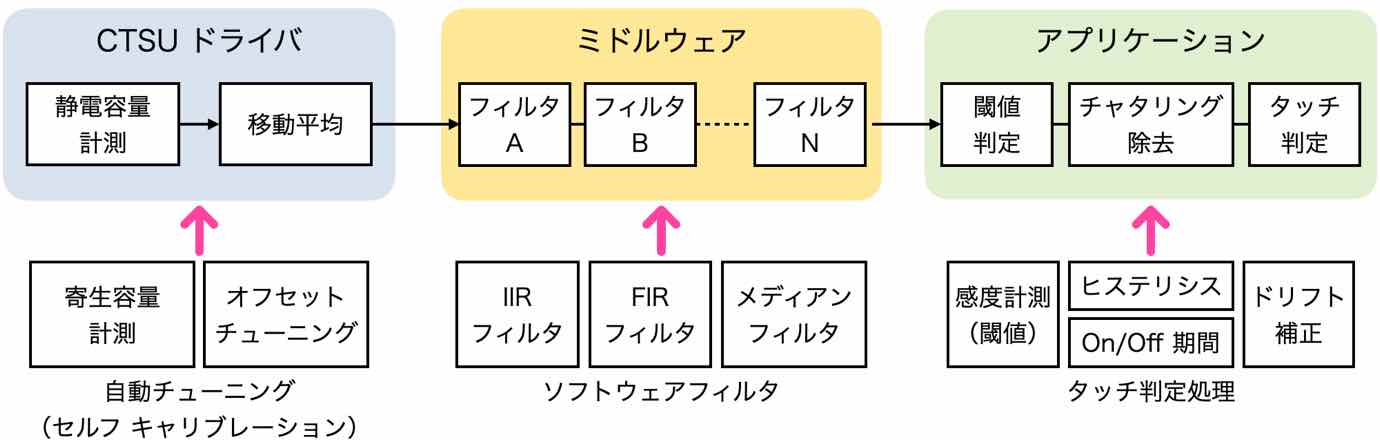 CTSU ドライバ
静電容量
計測
移動平均
ミドルウェア
フィルタ
A
フィルタ
B
フィルタ
N
アプリケーション
閾値
判定
チャタリング
除去
タッチ
判定
寄生容量
計測
オフセット
チューニング
自動チューニング
（セルフ キャリブレーション）
IIR
フィルタ
FIR
フィルタ
メディアン
フィルタ
ソフトウェアフィルタ
感度計測
（閾値）
ヒステリシス
On/Off 期間
ドリフト
補正
タッチ判定処理